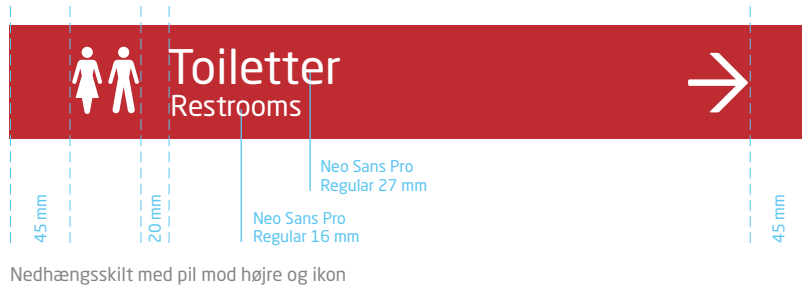 Toiletter
Restrooms
Neo Sans Pro
Regular 27 mm
Neo Sans Pro
Regular 16 mm
45 mm
20 mm
45 mm
Nedhængsskilt med pil mod højre og ikon